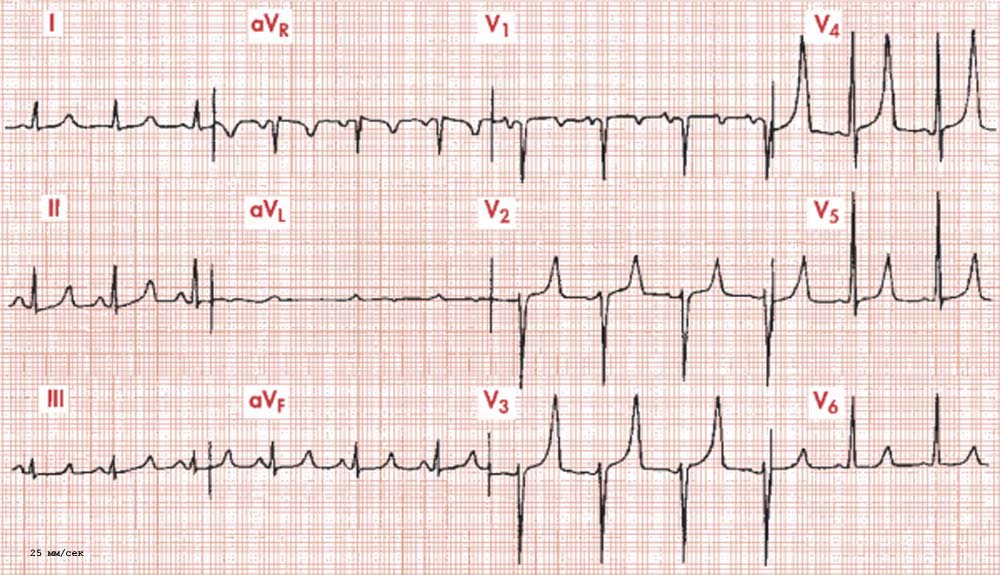 I aVR V1 V4
II aVL V2 V5
III aVF V3 V6
25 мм/сек